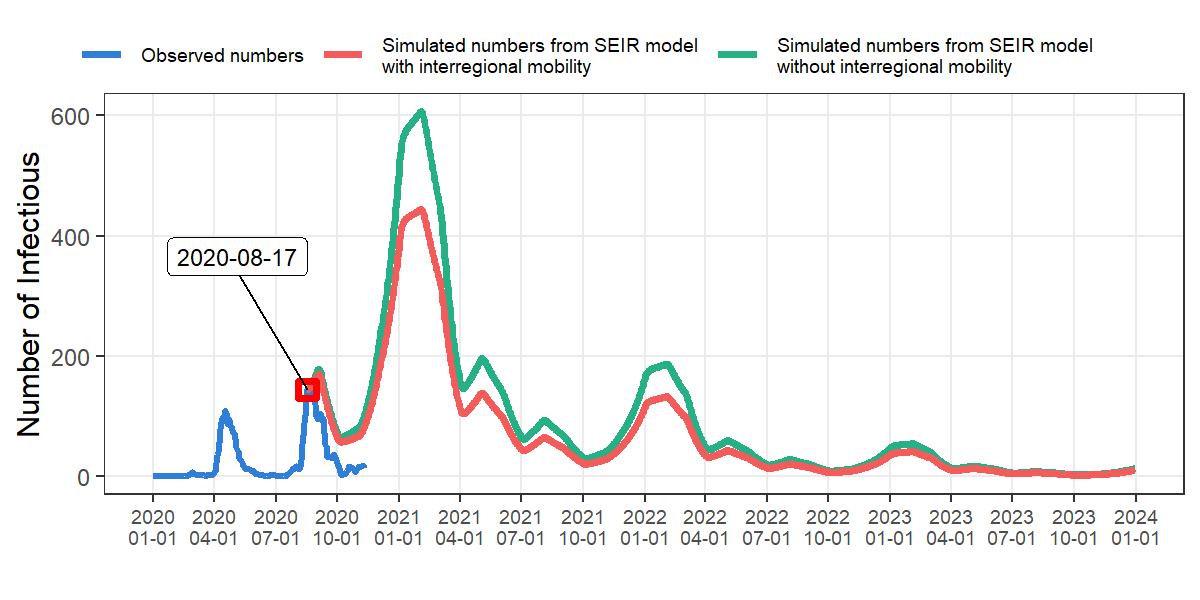 Observed numbers
Simulated numbers from SEIR model
with interregional mobility
Simulated numbers from SEIR model
without interregional mobility
Number of Infectious
600
400
200
0
2020-08-17
2020 2020 2020 2020 2021 2021 2021 2021 2022 2022 2022 2022 2023 2023 2023 2023 2024
01-01 04-01 07-01 10-01 01-01 04-01 07-01 10-01 01-01 04-01 07-01 10-01 01-01 04-01 07-01 10-01 01-01